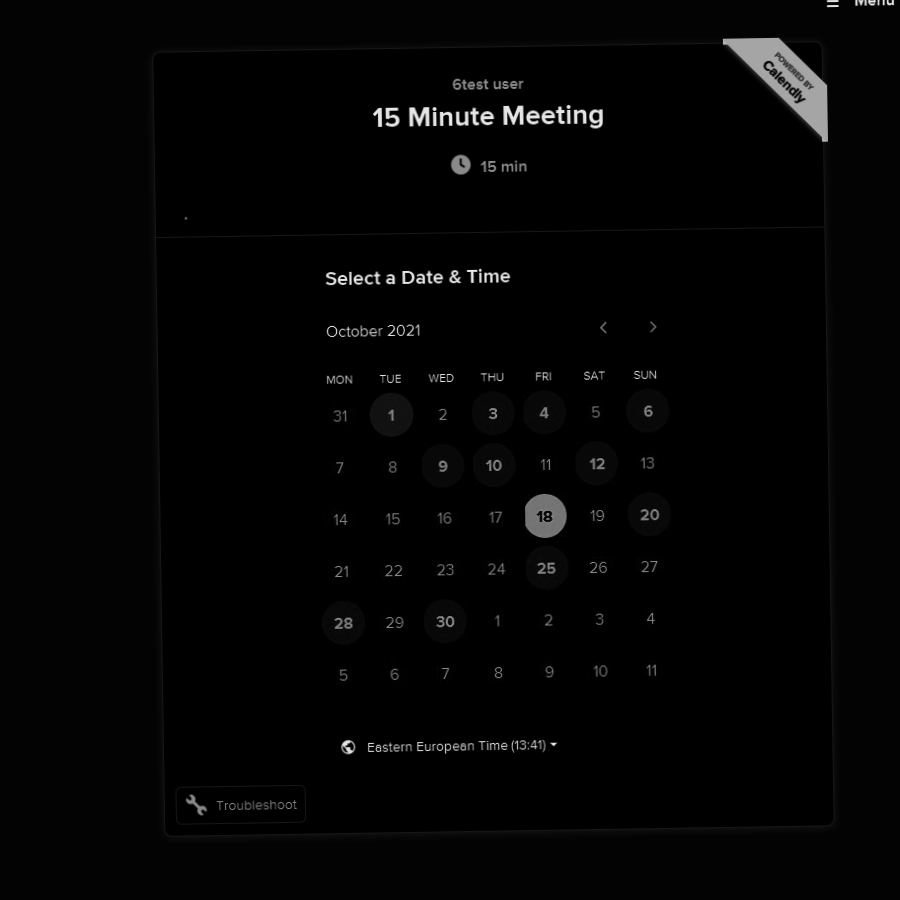 ☰ Menu
POWERED BY
Calendly
6test user
15 Minute Meeting
15 min
.
Select a Date & Time
October 2021
MON TUE WED THU FRI SAT SUN
31 1 2 3 4 5 6
7 8 9 10 11 12 13
14 15 16 17 18 19 20
21 22 23 24 25 26 27
28 29 30 1 2 3 4
5 6 7 8 9 10 11
Eastern European Time (13:41)
Troubleshoot